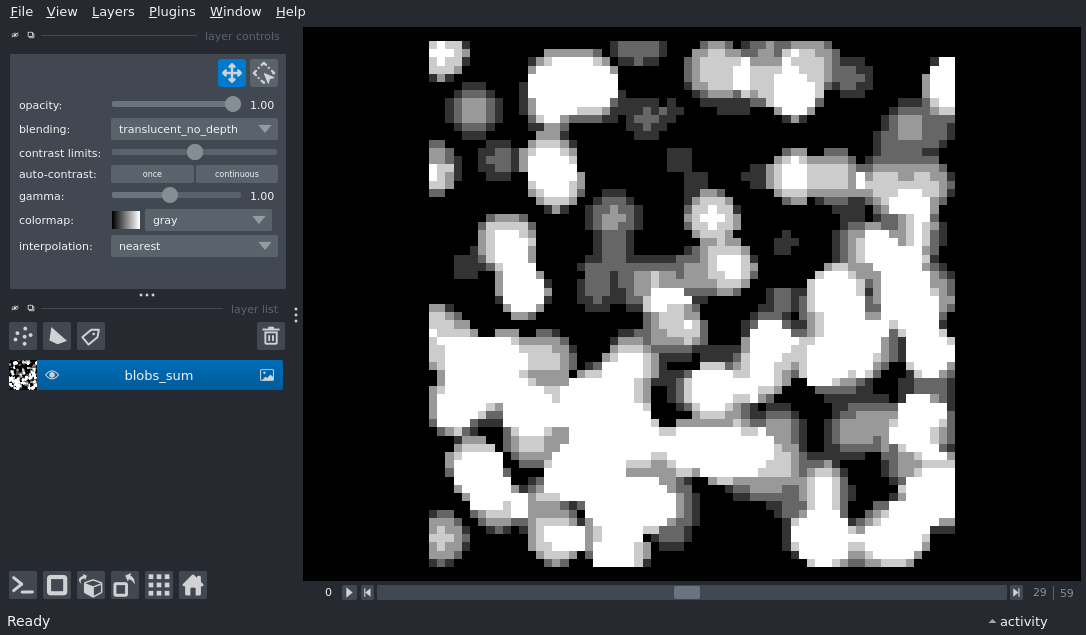 File View Layers Plugins Window Help
layer controls
opacity: 1.00
blending: translucent_no_depth
contrast limits:
auto-contrast: once continuous
gamma: 1.00
colormap: gray
interpolation: nearest
layer list
blobs_sum
0 29 59
Ready activity